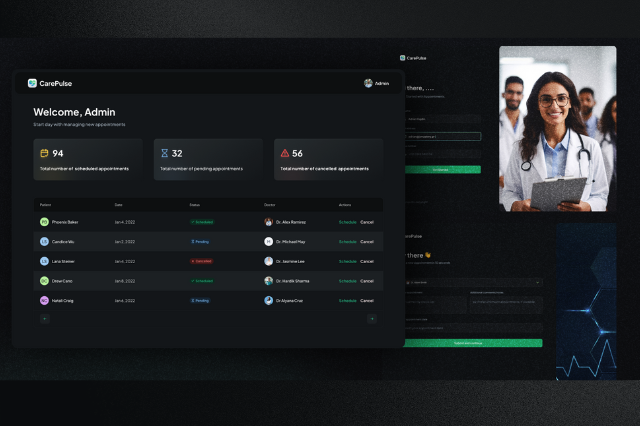 CarePulse
Admin
Welcome, Admin
Start day with managing new appointments
94
Total number of scheduled appointments
32
Total number of pending appointments
56
Total number of cancelled appointments
Patient Date Status Doctor Actions
Phoenix Baker Jan 4, 2022 Scheduled Dr. Alex Ramirez Schedule Cancel
Candice Wu Jan 2, 2022 Pending Dr. Michael May Schedule Cancel
Lana Steiner Jan 4, 2022 Cancelled Dr. Jasmine Lee Schedule Cancel
Drew Cano Jan 8, 2022 Scheduled Dr. Hardik Sharma Schedule Cancel
Natali Craig Jan 6, 2022 Pending Dr. Alyana Cruz Schedule Cancel
CarePulse
there, ....
CarePulse
there 👋